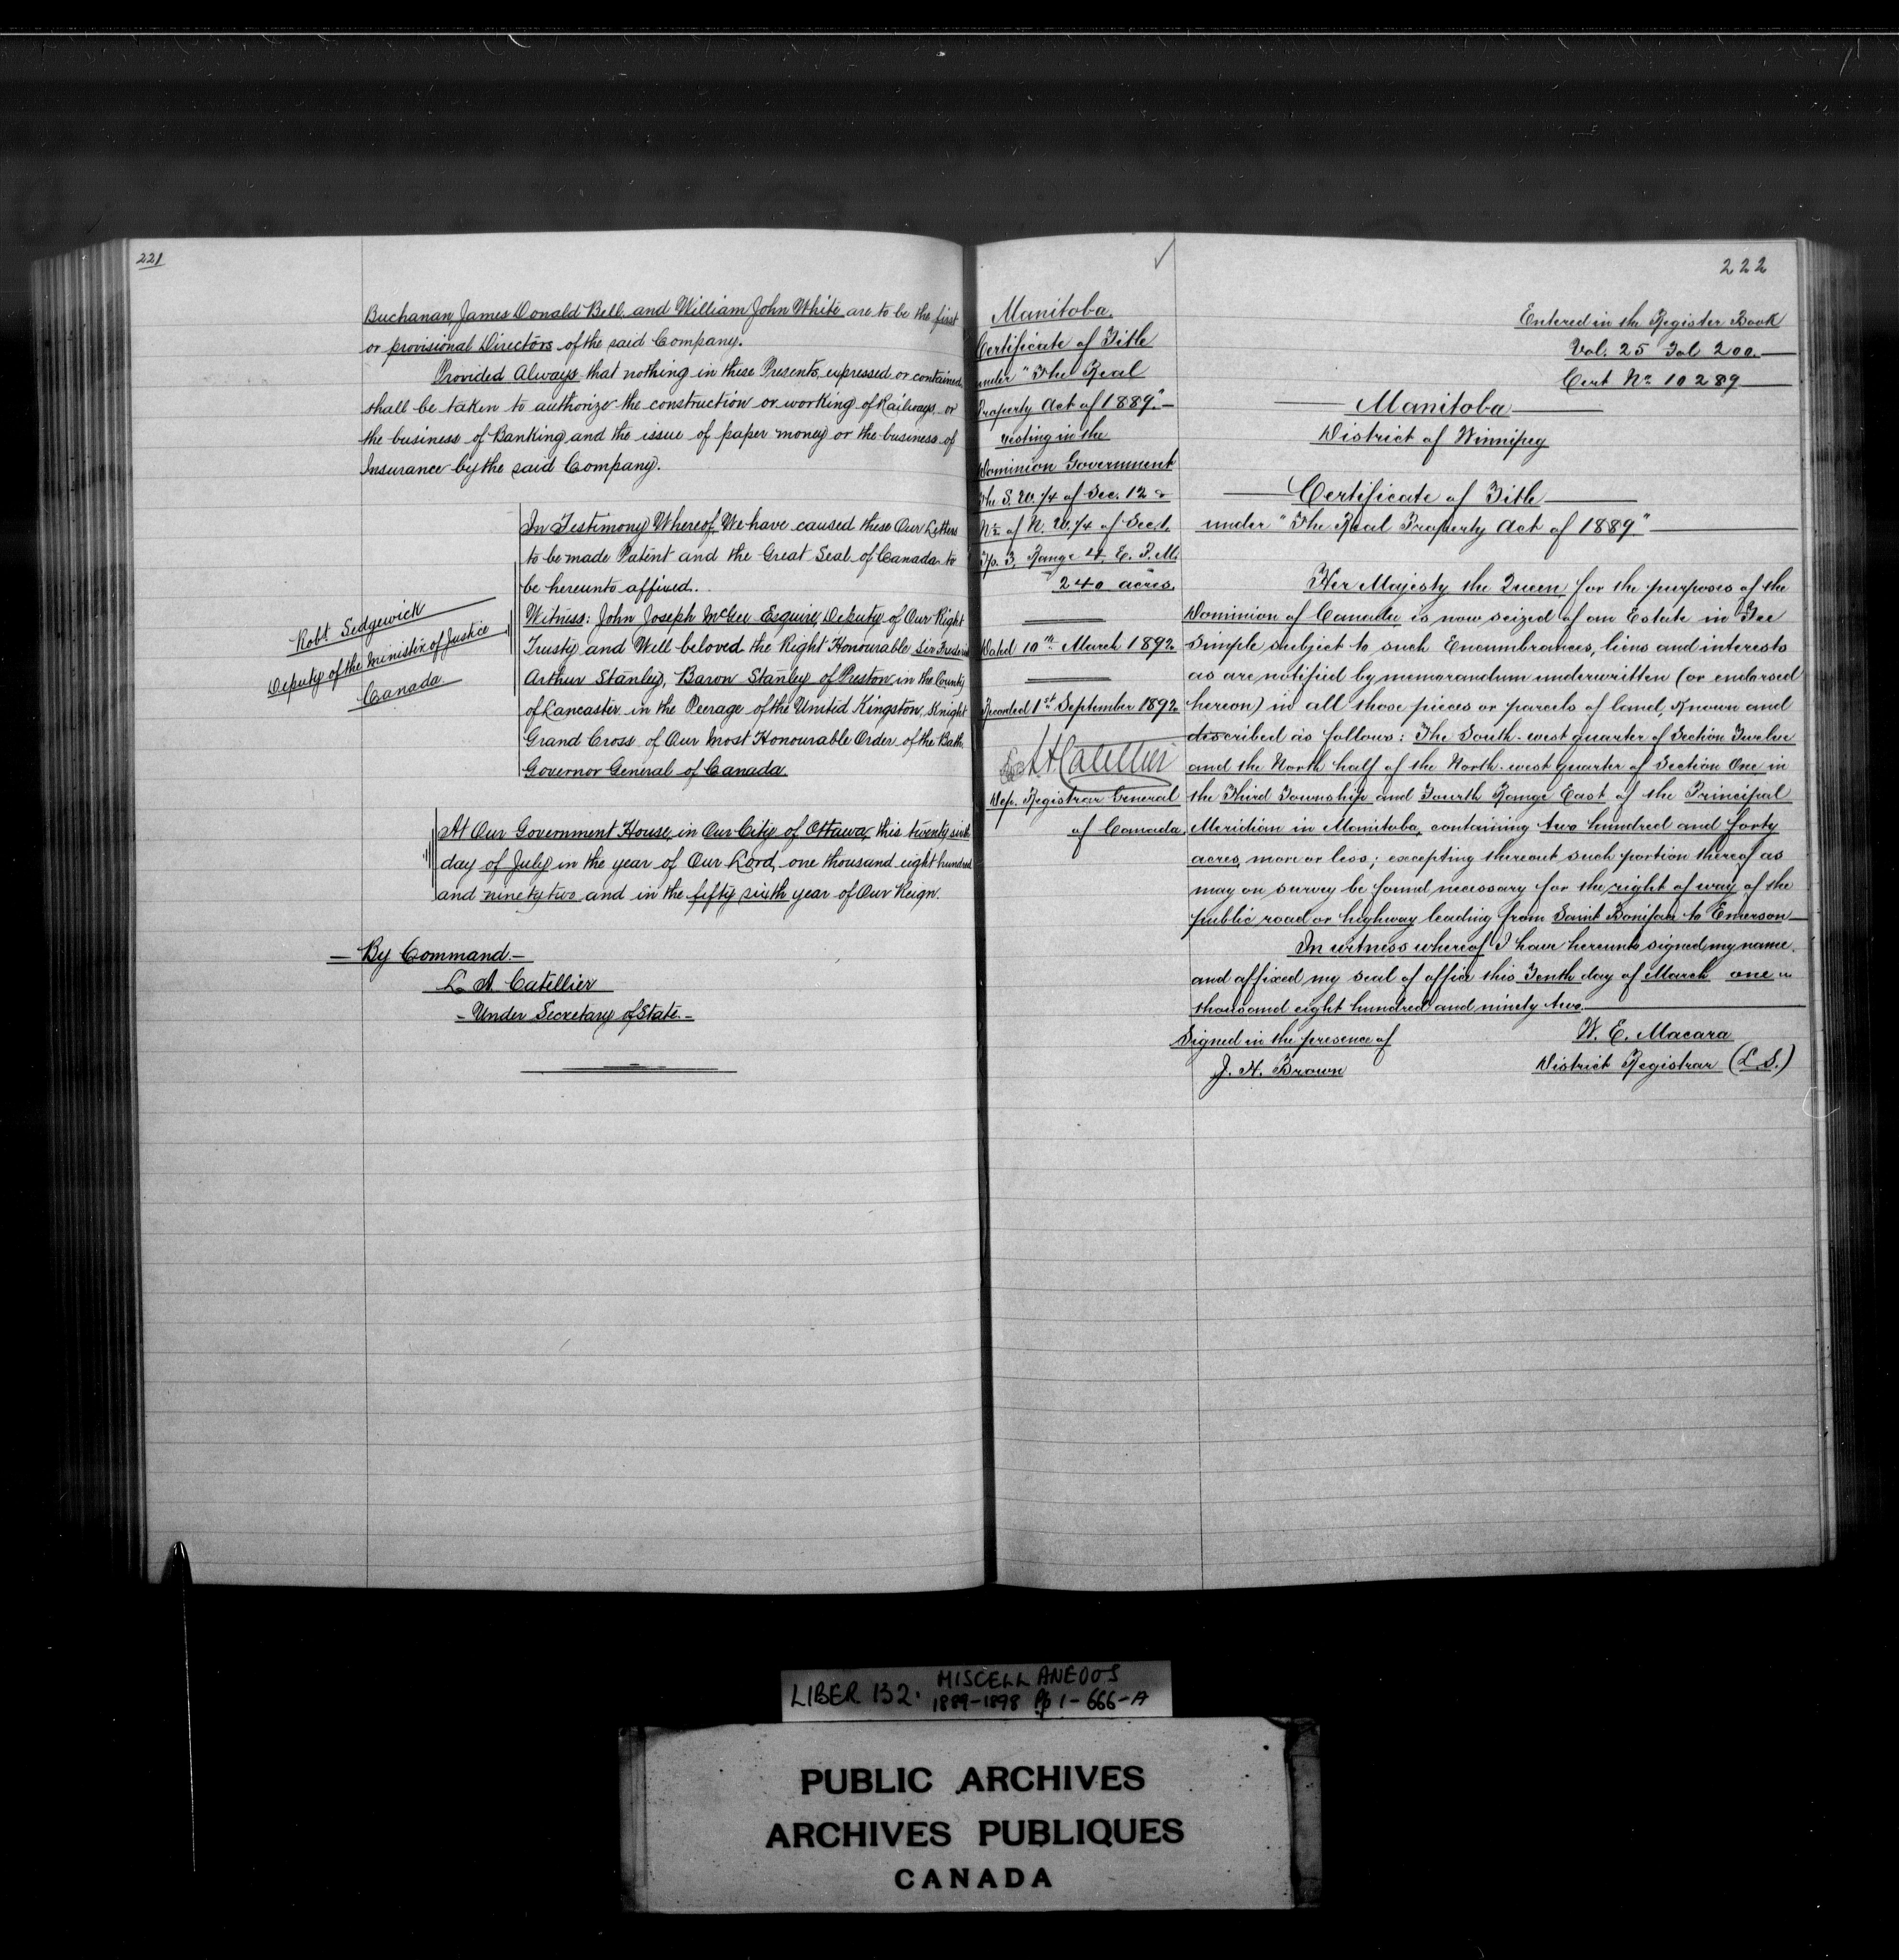 221
Buchanan, James Donald Bell, and William John White are to be the first
or provisional Directors of the said Company.
Provided Always that nothing in these Presents, expressed or contained
shall be taken to authorize the construction or working of Railways or
the business of Banking and the issue of paper money or the business of
Insurance by the said Company.
In Testimony Whereof, We have caused these Our Letters
to be made Patent and the Great Seal of Canada to
be hereunto affixed.
Robt. Sedgewick
Deputy of the Minister of Justice
Canada
Witness: John Joseph McGee Esquire, Deputy of Our Right
Trusty and Well beloved the Right Honourable Sir Frederick
Arthur Stanley, Baron Stanley of Preston, in the County
of Lancaster in the Peerage of the United Kingston, Knight
Grand Cross of Our Most Honourable Order of the Bath
Governor General of Canada
At Our Government House, in Our City of Ottawa, this twenty sixth
day of July in the year of Our Lord, one thousand eight hundred
and ninety two and in the fifty sixth year of Our Reign.
— By Command —
L. A. Catellier
- Under Secretary of State. -
222
Manitoba.
Certificate of Title
under "The Real
Property Act of 1889." —
vesting in the
Dominion Government
the S.W. 1/4 of Sec. 12 &
N½ of N.W. 1/4 of Sec 1,
Tp. 3, Range 4, E. P. M.
240 acres.
Dated 10th March 1892
Recorded 1st September 1892
L A Catellier
Dep. Registrar General
of Canada.
Entered in the Register Book
Vol. 25 Fol 200. —
Cert No 10289 —
— Manitoba —
District of Winnipeg
— Certificate of Title —
under "The Real Property Act of 1889." —
Her Majesty the Queen, for the purposes of the
Dominion of Canada is now seized of an Estate in Fee
Simple subject to such Encumbrances, liens and interests
as are notified by memorandum underwritten (or endorsed
hereon) in all those pieces or parcels of land, Known and
described as follows: The South-west quarter of Section Twelve
and the North half of the North-west quarter of Section One in
the Third Township and Fourth Range East of the Principal
Meridian in Manitoba, containing two hundred and forty
acres, more or less; excepting thereout such portion thereof as
may on survey be found necessary for the right of way of the
public road or highway leading from Saint Boniface to Emerson —
In witness whereof I have hereunto signed my name
and affixed my seal of office this Tenth day of March one
thousand eight hundred and ninety two. —
Signed in the presence of
W. E. Macara
J. H. Brown
District Registrar (L S.)
LIBER 132. MISCELLANEOUS
1889-1898 Pp 1-666-A
PUBLIC ARCHIVES
ARCHIVES PUBLIQUES
CANADA